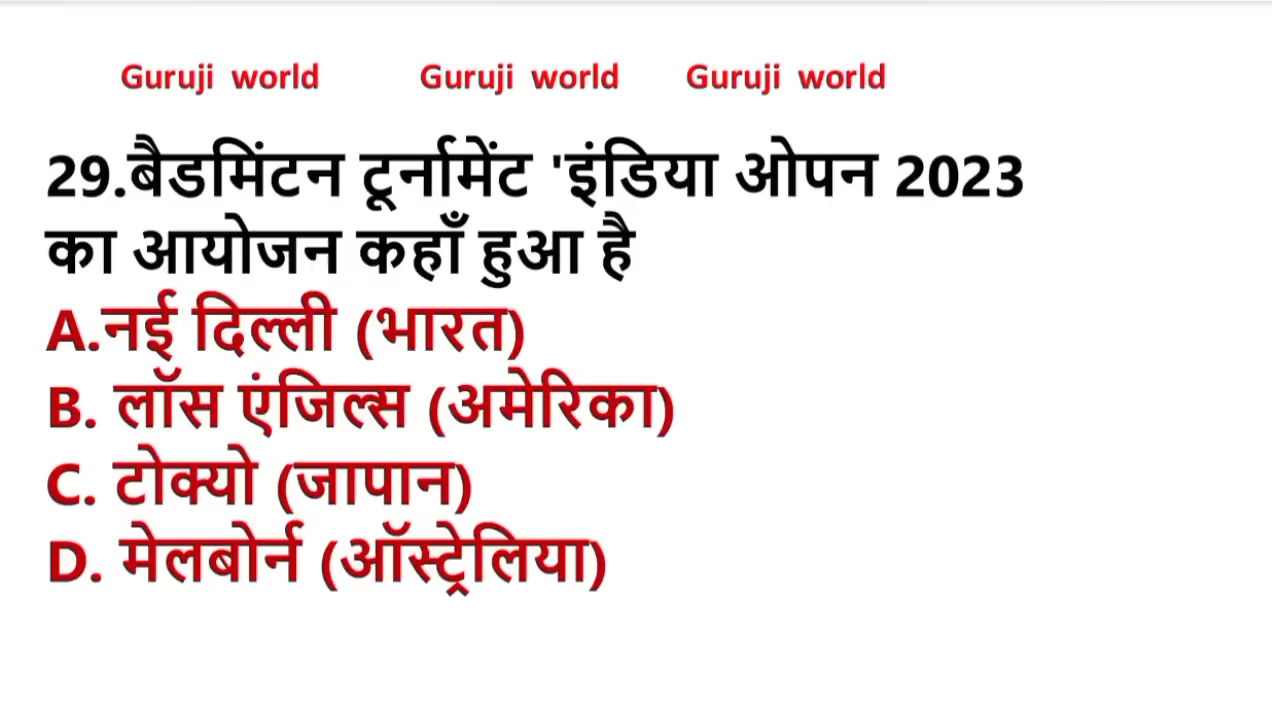 Guruji world Guruji world Guruji world
29.बैडमिंटन टूर्नामेंट 'इंडिया ओपन 2023
का आयोजन कहाँ हुआ है
A.नई दिल्ली (भारत)
B. लॉस एंजिल्स (अमेरिका)
C. टोक्यो (जापान)
D. मेलबोर्न (ऑस्ट्रेलिया)